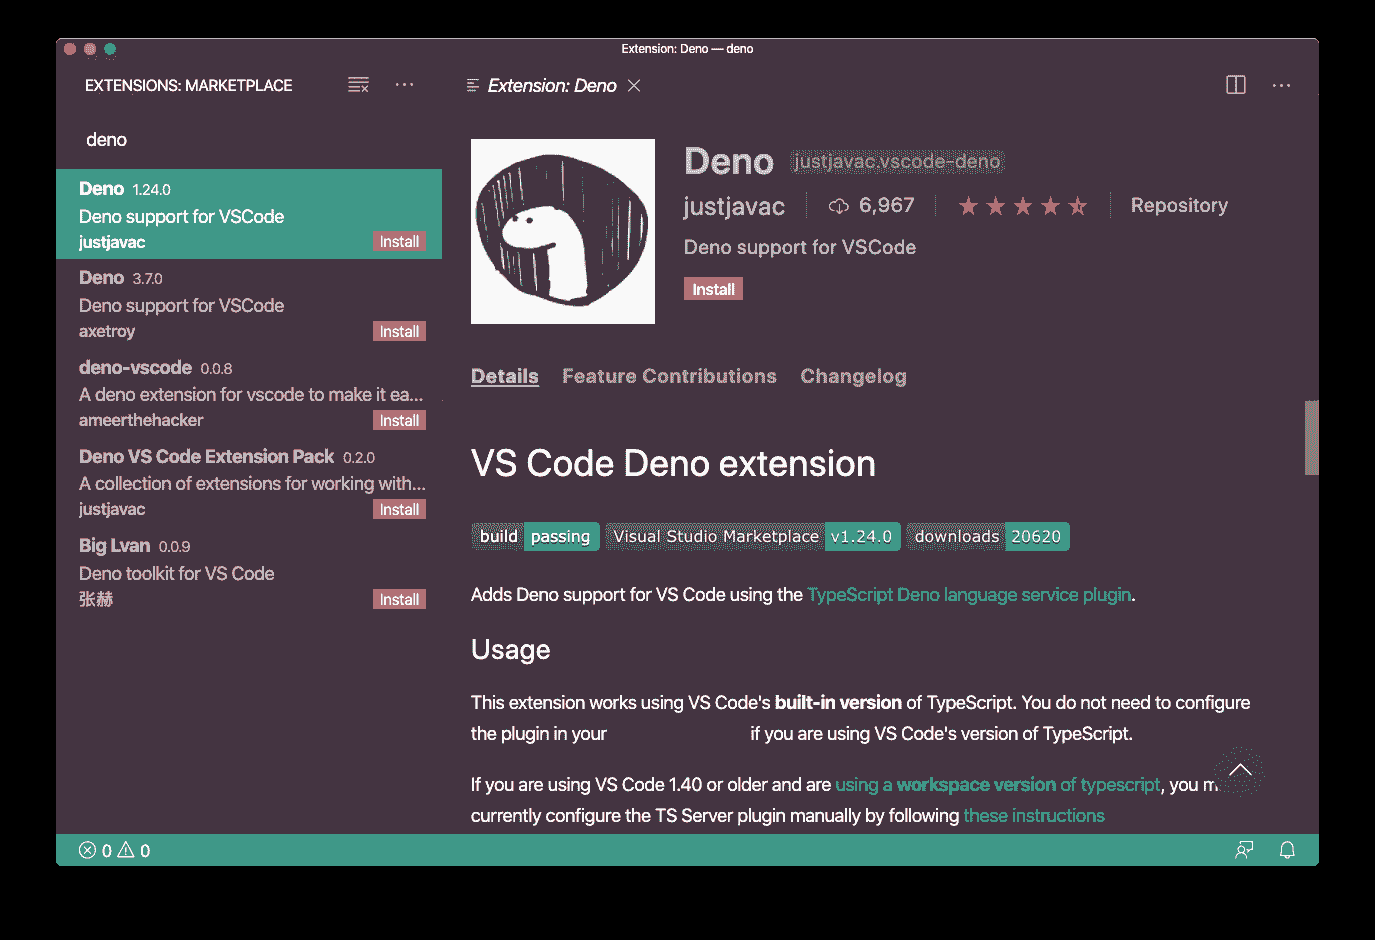 Extension: Deno — deno
EXTENSIONS: MARKETPLACE
deno
Deno 1.24.0
Deno support for VSCode
justjavac
Install
Deno 3.7.0
Deno support for VSCode
axetroy
Install
deno-vscode 0.0.8
A deno extension for vscode to make it ea...
ameerthehacker
Install
Deno VS Code Extension Pack 0.2.0
A collection of extensions for working with...
justjavac
Install
Big Lvan 0.0.9
Deno toolkit for VS Code
张赫
Install
Extension: Deno
Deno justjavac.vscode-deno
justjavac 6,967 Repository
Deno support for VSCode
Install
Details Feature Contributions Changelog
VS Code Deno extension
build passing Visual Studio Marketplace v1.24.0 downloads 20620
Adds Deno support for VS Code using the TypeScript Deno language service plugin.
Usage
This extension works using VS Code's built-in version of TypeScript. You do not need to configure
the plugin in your if you are using VS Code's version of TypeScript.
If you are using VS Code 1.40 or older and are using a workspace version of typescript, you m
currently configure the TS Server plugin manually by following these instructions
0 0